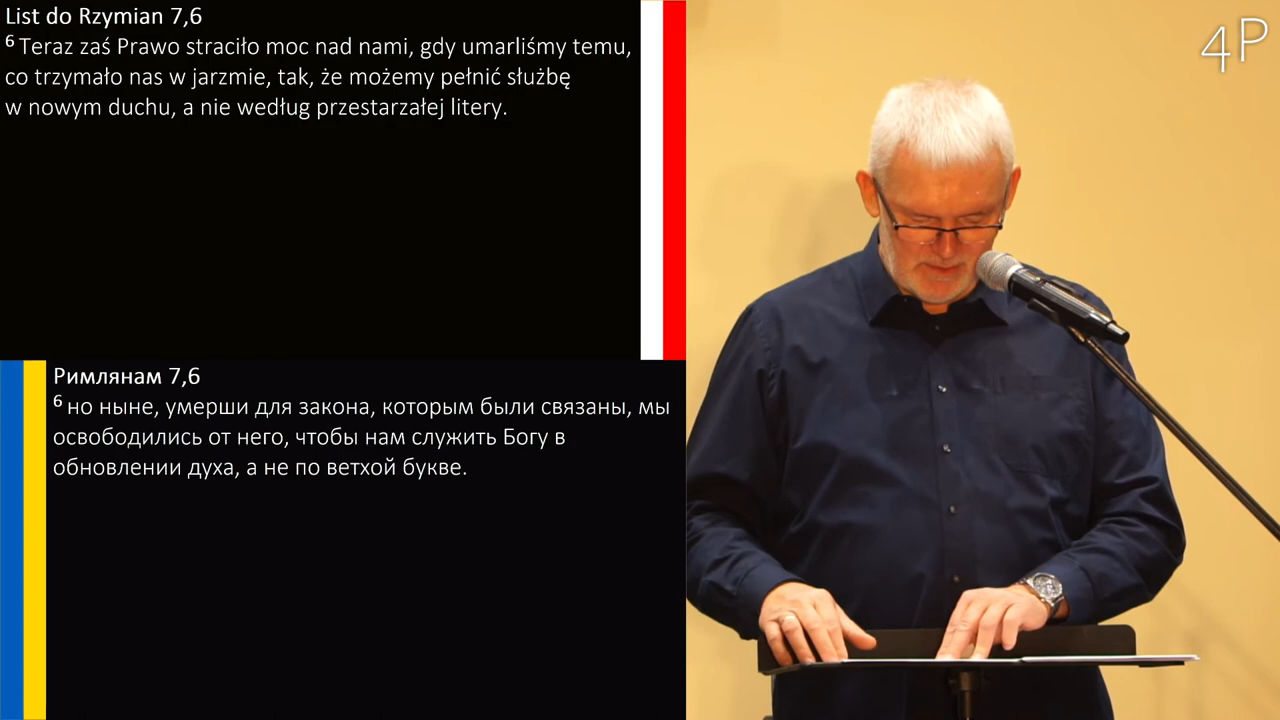 List do Rzymian 7,6
6 Teraz zaś Prawo straciło moc nad nami, gdy umarliśmy temu,
co trzymało nas w jarzmie, tak, że możemy pełnić służbę
w nowym duchu, a nie według przestarzałej litery.
Римлянам 7,6
6 но ныне, умерши для закона, которым были связаны, мы
освободились от него, чтобы нам служить Богу в
обновлении духа, а не по ветхой букве.
4P